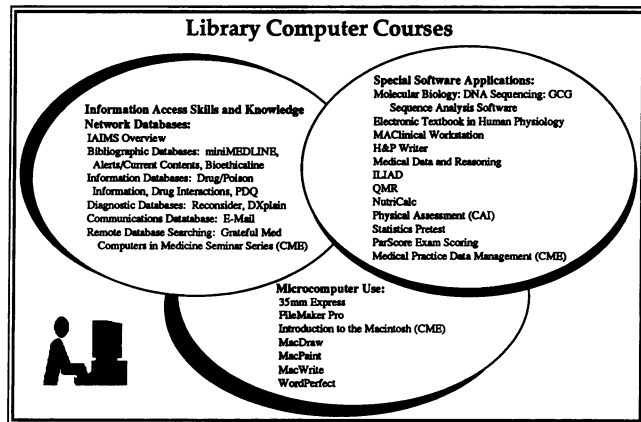 Library Computer Courses
Information Access Skills and Knowledge
Network Databases:
IAIMS Overview
Bibliographic Databases: miniMEDLINE,
Alerts/Current Contents, Bioethicaline
Information Databases: Drug/Poison
Information, Drug Interactions, PDQ
Diagnostic Databases: Reconsider, DXplain
Communications Datatabase: E-Mail
Remote Database Searching: Grateful Med
Computers in Medicine Seminar Series (CME)
Special Software Applications:
Molecular Biology: DNA Sequencing: GCG
Sequence Analysis Software
Electronic Textbook in Human Physiology
MAClinical Workstation
H&P Writer
Medical Data and Reasoning
ILIAD
QMR
NutriCalc
Physical Assessment (CAI)
Statistics Pretest
ParScore Exam Scoring
Medical Practice Data Management (CME)
Microcomputer Use:
35mm Express
FileMaker Pro
Introduction to the Macintosh (CME)
MacDraw
MacPaint
MacWrite
WordPerfect